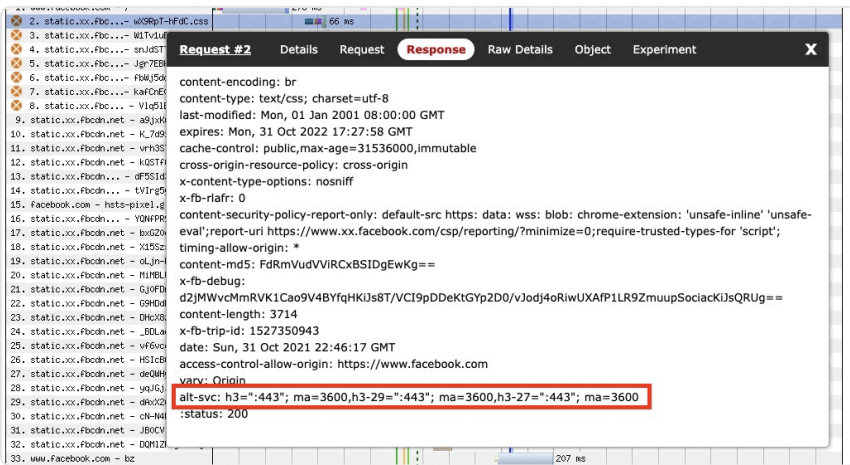 2. static.xx.fbc...- wX9RpT-hFdC.css
66 ms
3. static.xx.fbc...-
4. static.xx.fbc...-
5. static.xx.fbc...-
6. static.xx.fbc...-
7. static.xx.fbc...-
8. static.xx.fbc...
9. static.xx.fbcdn.net -
10. static.xx.fbcdn.net -
11. static.xx.fbcdn.net -
12. static.xx.fbcdn.net -
13. static.xx.fbcdn... -
14. static.xx.fbcdn... -
15. facebook.com - hsts-pixel.g
16. static.xx.fbcdn... -
17. static.xx.fbcdn.net -
18. static.xx.fbcdn.net -
19. static.xx.fbcdn.net -
20. static.xx.fbcdn.net -
21. static.xx.fbcdn.net -
22. static.xx.fbcdn.net -
23. static.xx.fbcdn.net -
24. static.xx.fbcdn.net -
25. static.xx.fbcdn.net -
26. static.xx.fbcdn.net -
27. static.xx.fbcdn.net -
28. static.xx.fbcdn.net -
29. static.xx.fbcdn.net -
30. static.xx.fbcdn.net -
31. static.xx.fbcdn.net -
32. static.xx.fbcdn.net -
33. www.facebook.com - bz
207 ms
Request #2 Details Request Response Raw Details Object Experiment X
content-encoding: br
content-type: text/css; charset=utf-8
last-modified: Mon, 01 Jan 2001 08:00:00 GMT
expires: Mon, 31 Oct 2022 17:27:58 GMT
cache-control: public,max-age=31536000,immutable
cross-origin-resource-policy: cross-origin
x-content-type-options: nosniff
x-fb-rlafr: 0
content-security-policy-report-only: default-src https: data: wss: blob: chrome-extension: 'unsafe-inline' 'unsafe-
eval';report-uri https://www.xx.facebook.com/csp/reporting/?minimize=0;require-trusted-types-for 'script';
timing-allow-origin: *
content-md5: FdRmVudVViRCxBSIDgEwKg==
x-fb-debug:
d2jMWvcMmRVK1Cao9V4BYfqHKiJs8T/VCI9pDDeKtGYp2D0/vJodj4oRiwUXAfP1LR9ZmuupSociacKiJsQRUg==
content-length: 3714
x-fb-trip-id: 1527350943
date: Sun, 31 Oct 2021 22:46:17 GMT
access-control-allow-origin: https://www.facebook.com
vary: Origin
alt-svc: h3=":443"; ma=3600,h3-29=":443"; ma=3600,h3-27=":443"; ma=3600
:status: 200